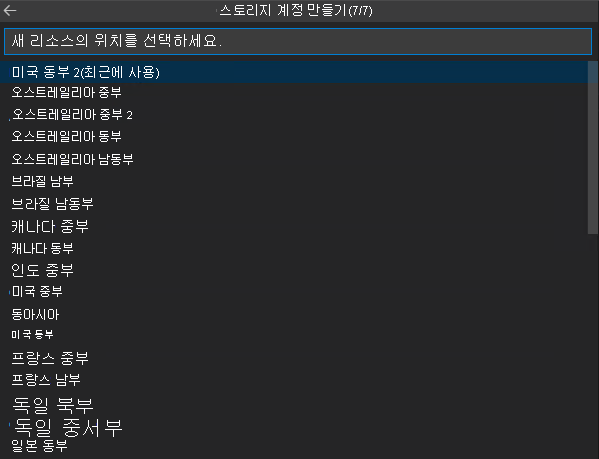 스토리지 계정 만들기(7/7)
새 리소스의 위치를 선택하세요.
미국 동부 2(최근에 사용)
오스트레일리아 중부
오스트레일리아 중부 2
오스트레일리아 동부
오스트레일리아 남동부
브라질 남부
브라질 남동부
캐나다 중부
캐나다 동부
인도 중부
미국 중부
동아시아
미국 동부
프랑스 중부
프랑스 남부
독일 북부
독일 중서부
일본 동부